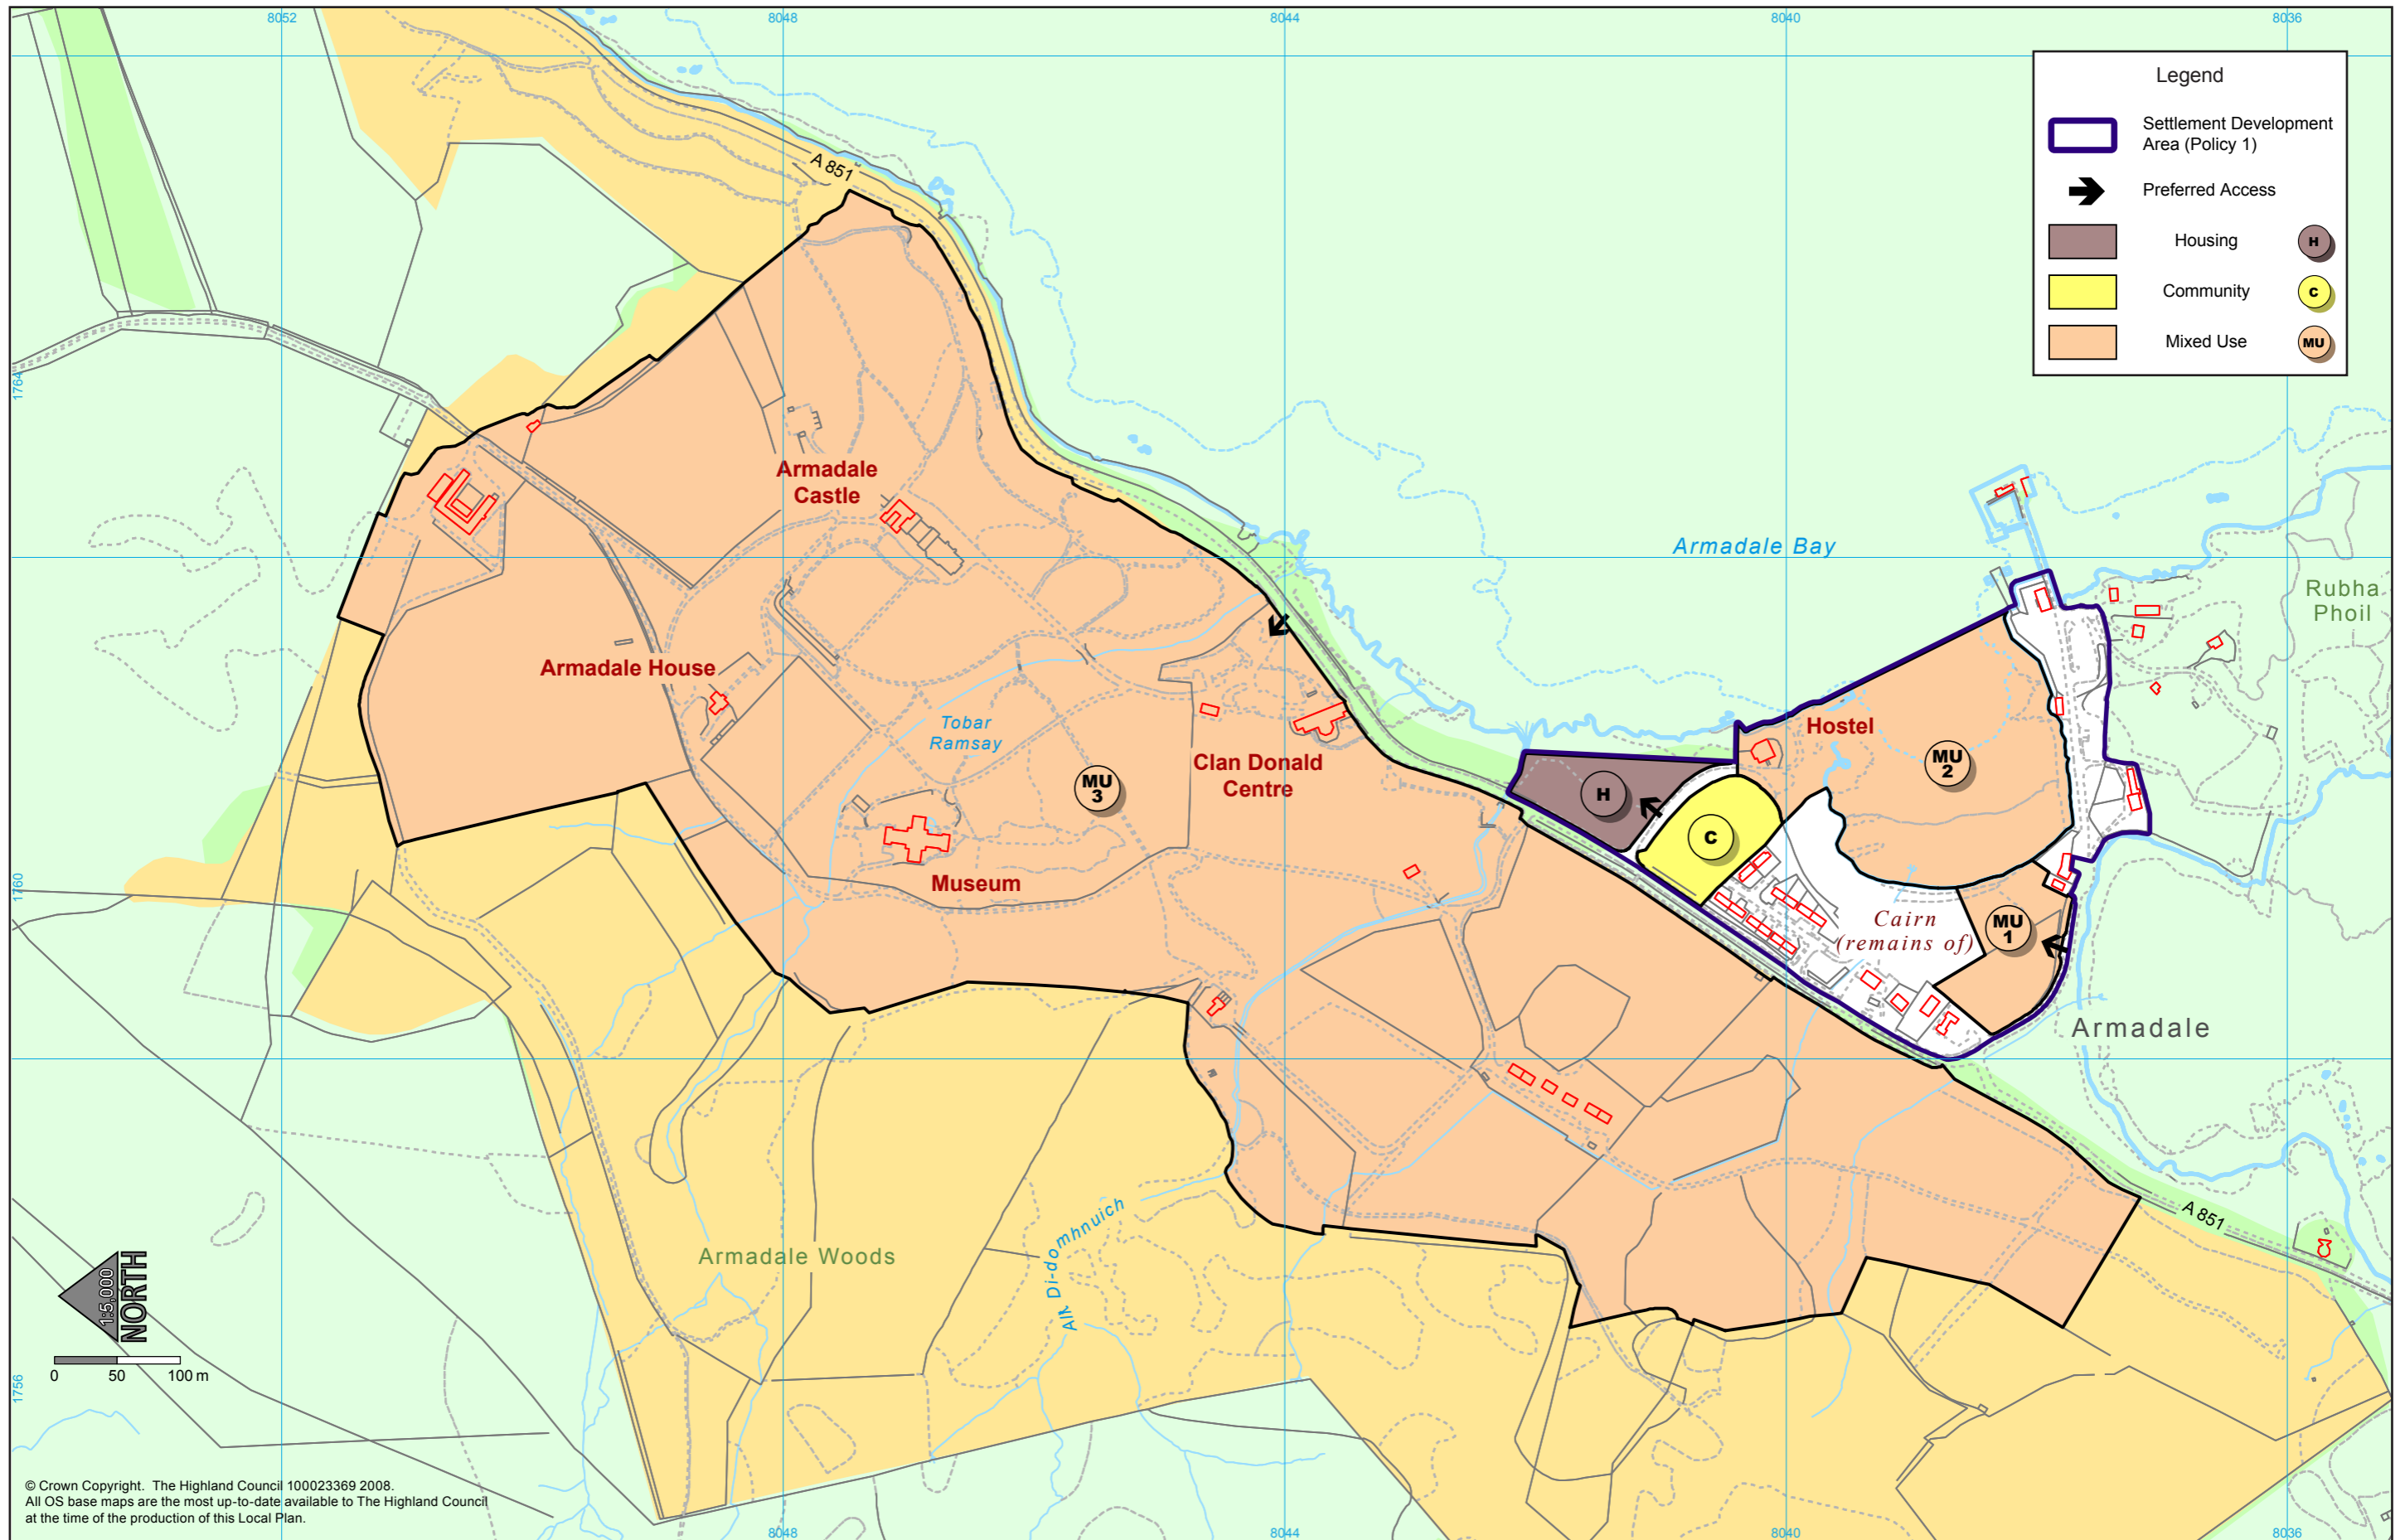 8052
8048
8044
8040
8036
Legend
Settlement Development
Area (Policy 1)
Preferred Access
Housing
H
Community
C
Mixed Use
MU
A 851
1764
Armadale
Castle
Armadale Bay
Rubha
Phoil
Armadale House
Tobar
Ramsay
Clan Donald
Centre
MU
3
Hostel
MU
2
H
C
1760
Museum
Cairn
(remains of)
MU
1
Armadale
A 851
Armadale Woods
Allt Di-domhnuich
1:5,000
NORTH
0 50 100 m
1756
© Crown Copyright. The Highland Council 100023369 2008.
All OS base maps are the most up-to-date available to The Highland Council
at the time of the production of this Local Plan.
8048
8044
8040
8036